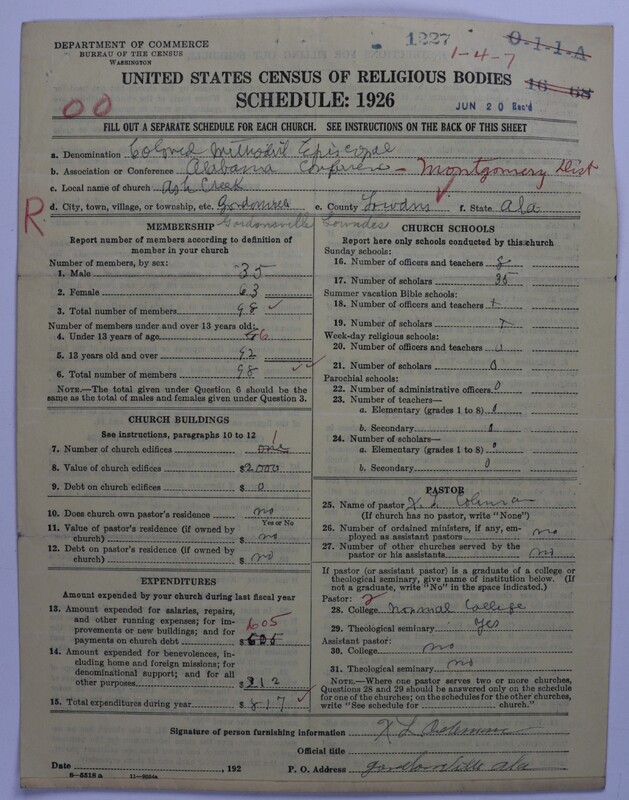 DEPARTMENT OF COMMERCE
BUREAU OF THE CENSUS
WASHINGTON
1227
1-4-7
0-1-1-A
16-68
UNITED STATES CENSUS OF RELIGIOUS BODIES
SCHEDULE: 1926
JUN 20 Rec'd
00
FILL OUT A SEPARATE SCHEDULE FOR EACH CHURCH. SEE INSTRUCTIONS ON THE BACK OF THIS SHEET
a. Denomination Colored Methodist Episcopal
b. Association or Conference Alabama Conference - Montgomery Dist
c. Local name of church Ash Creek
R d. City, town, village, or township, etc. e. County f. State Ala
Gordonsville Lowndes
MEMBERSHIP
Report number of members according to definition of
member in your church
Number of members, by sex:
1. Male 35
2. Female 63
3. Total number of members 98
Number of members under and over 13 years old:
4. Under 13 years of age 6
5. 13 years old and over 92
6. Total number of members 98
NOTE.—The total given under Question 6 should be the
same as the total of males and females given under Question 3.
CHURCH BUILDINGS
See instructions, paragraphs 10 to 12
7. Number of church edifices one 1
8. Value of church edifices $2000
9. Debt on church edifices $ 0
10. Does church own pastor's residence no
Yes or No
11. Value of pastor's residence (if owned by
church) $ no
12. Debt on pastor's residence (if owned by
church) $ no
EXPENDITURES
Amount expended by your church during last fiscal year
13. Amount expended for salaries, repairs,
and other running expenses; for im-
provements or new buildings; and for
payments on church debt $ 605
14. Amount expended for benevolences,
including home and foreign missions; for
denominational support; and for all
other purposes $212
15. Total expenditures during year $ 817
CHURCH SCHOOLS
Report here only schools conducted by this church
Sunday schools:
16. Number of officers and teachers 8
17. Number of scholars 35
Summer vacation Bible schools:
18. Number of officers and teachers
19. Number of scholars
Week-day religious schools:
20. Number of officers and teachers 0
21. Number of scholars 0
Parochial schools:
22. Number of administrative officers 0
23. Number of teachers—
a. Elementary (grades 1 to 8) 0
b. Secondary 0
24. Number of scholars—
a. Elementary (grades 1 to 8) 0
b. Secondary 0
PASTOR
25. Name of pastor
(If church has no pastor, write "None")
26. Number of ordained ministers, if any, em-
ployed as assistant pastors no
27. Number of other churches served by the
pastor or his assistants no
If pastor (or assistant pastor) is a graduate of a college or
theological seminary, give name of institution below. (If
not a graduate, write "No" in the space indicated.)
Pastor: 2
28. College Normal College
29. Theological seminary yes
Assistant pastor:
30. College no
31. Theological seminary no
NOTE.—Where one pastor serves two or more churches,
Questions 28 and 29 should be answered only on the schedule
for one of the churches; on the schedules for the other churches,
write "See schedule for church."
Signature of person furnishing information
Official title
Date , 192 P. O. Address Gordonville Ala
8—5518 a 11—9034a